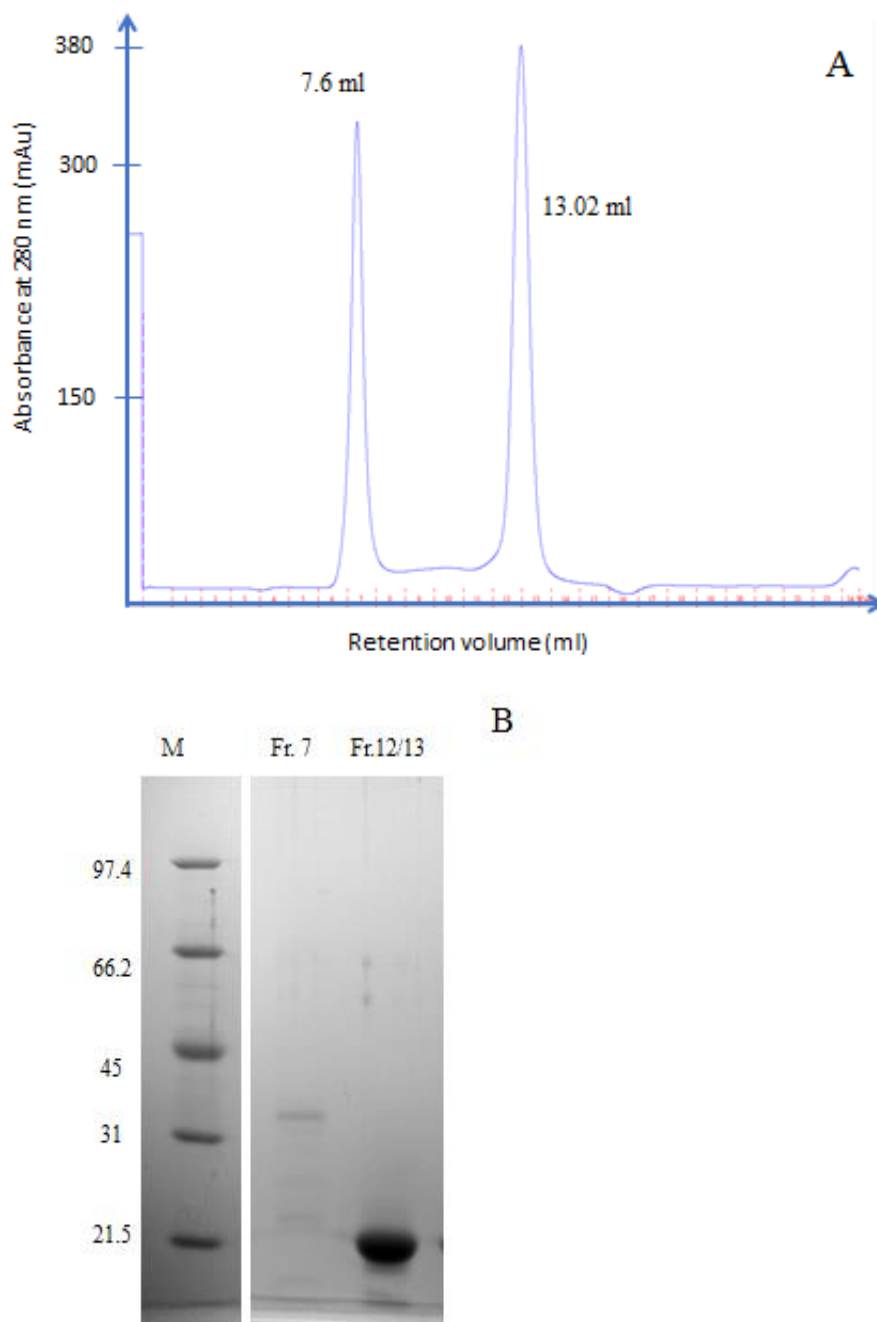 A
380
7.6 ml
300
13.02 ml
150
Absorbance at 280 nm (mAu)
Retention volume (ml)
B
M Fr. 7 Fr.12/13
97.4
66.2
45
31
21.5